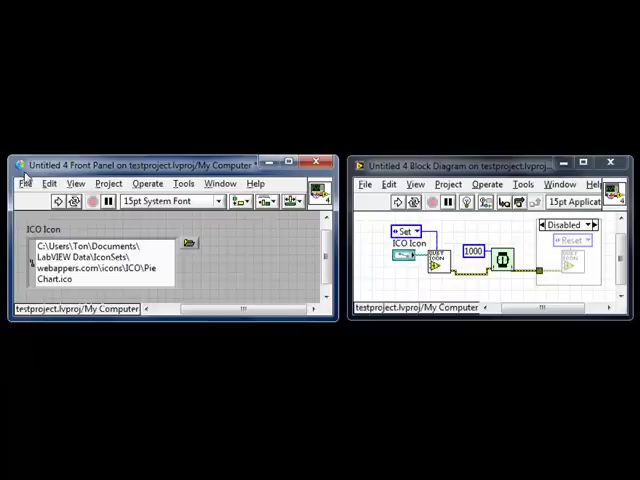 Untitled 4 Front Panel on testproject.lvproj/My Computer *
File Edit View Project Operate Tools Window Help
15pt System Font
4
ICO Icon
C:\Users\Ton\Documents\
LabVIEW Data\IconSets\
webappers.com\icons\ICO\Pie
Chart.ico
testproject.lvproj/My Computer
Untitled 4 Block Diagram on testproject.lvproj...
File Edit View Project Operate Tools Window
15pt Applicat
4
Disabled
Set
Reset
ICO Icon
1000
testproject.lvproj/My Computer